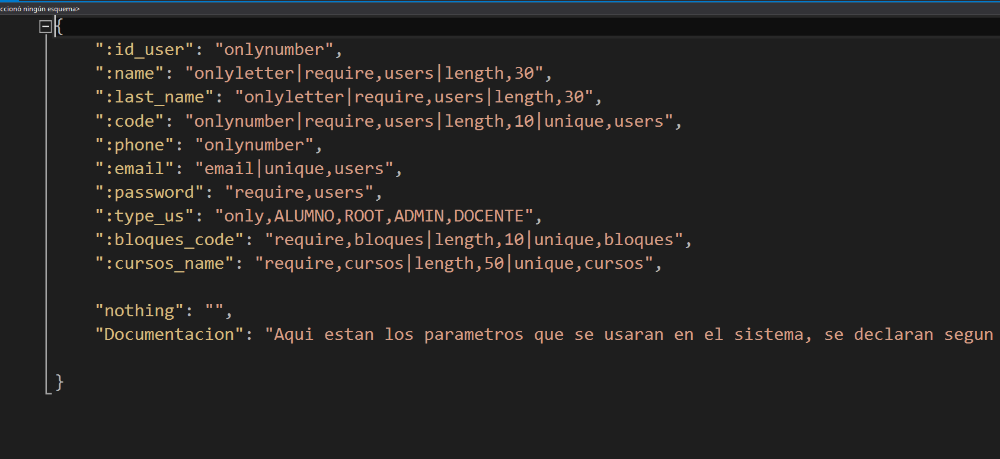 ccionó ningún esquema>
{
":id_user": "onlynumber",
":name": "onlyletter|require,users|length,30",
":last_name": "onlyletter|require,users|length,30",
":code": "onlynumber|require,users|length,10|unique,users",
":phone": "onlynumber",
":email": "email|unique,users",
":password": "require,users",
":type_us": "only,ALUMNO,ROOT,ADMIN,DOCENTE",
":bloques_code": "require,bloques|length,10|unique,bloques",
":cursos_name": "require,cursos|length,50|unique,cursos",
"nothing": "",
"Documentacion": "Aqui estan los parametros que se usaran en el sistema, se declaran segun
}